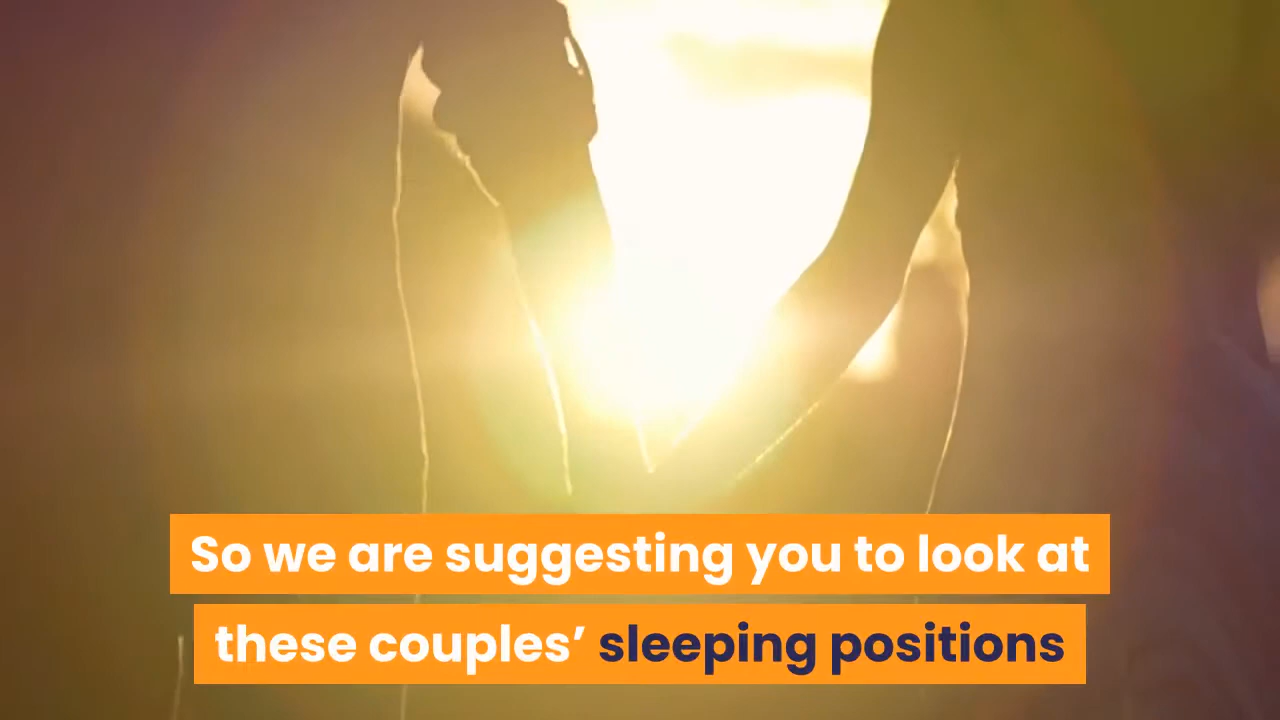 So we are suggesting you to look at
these couples’ sleeping positions